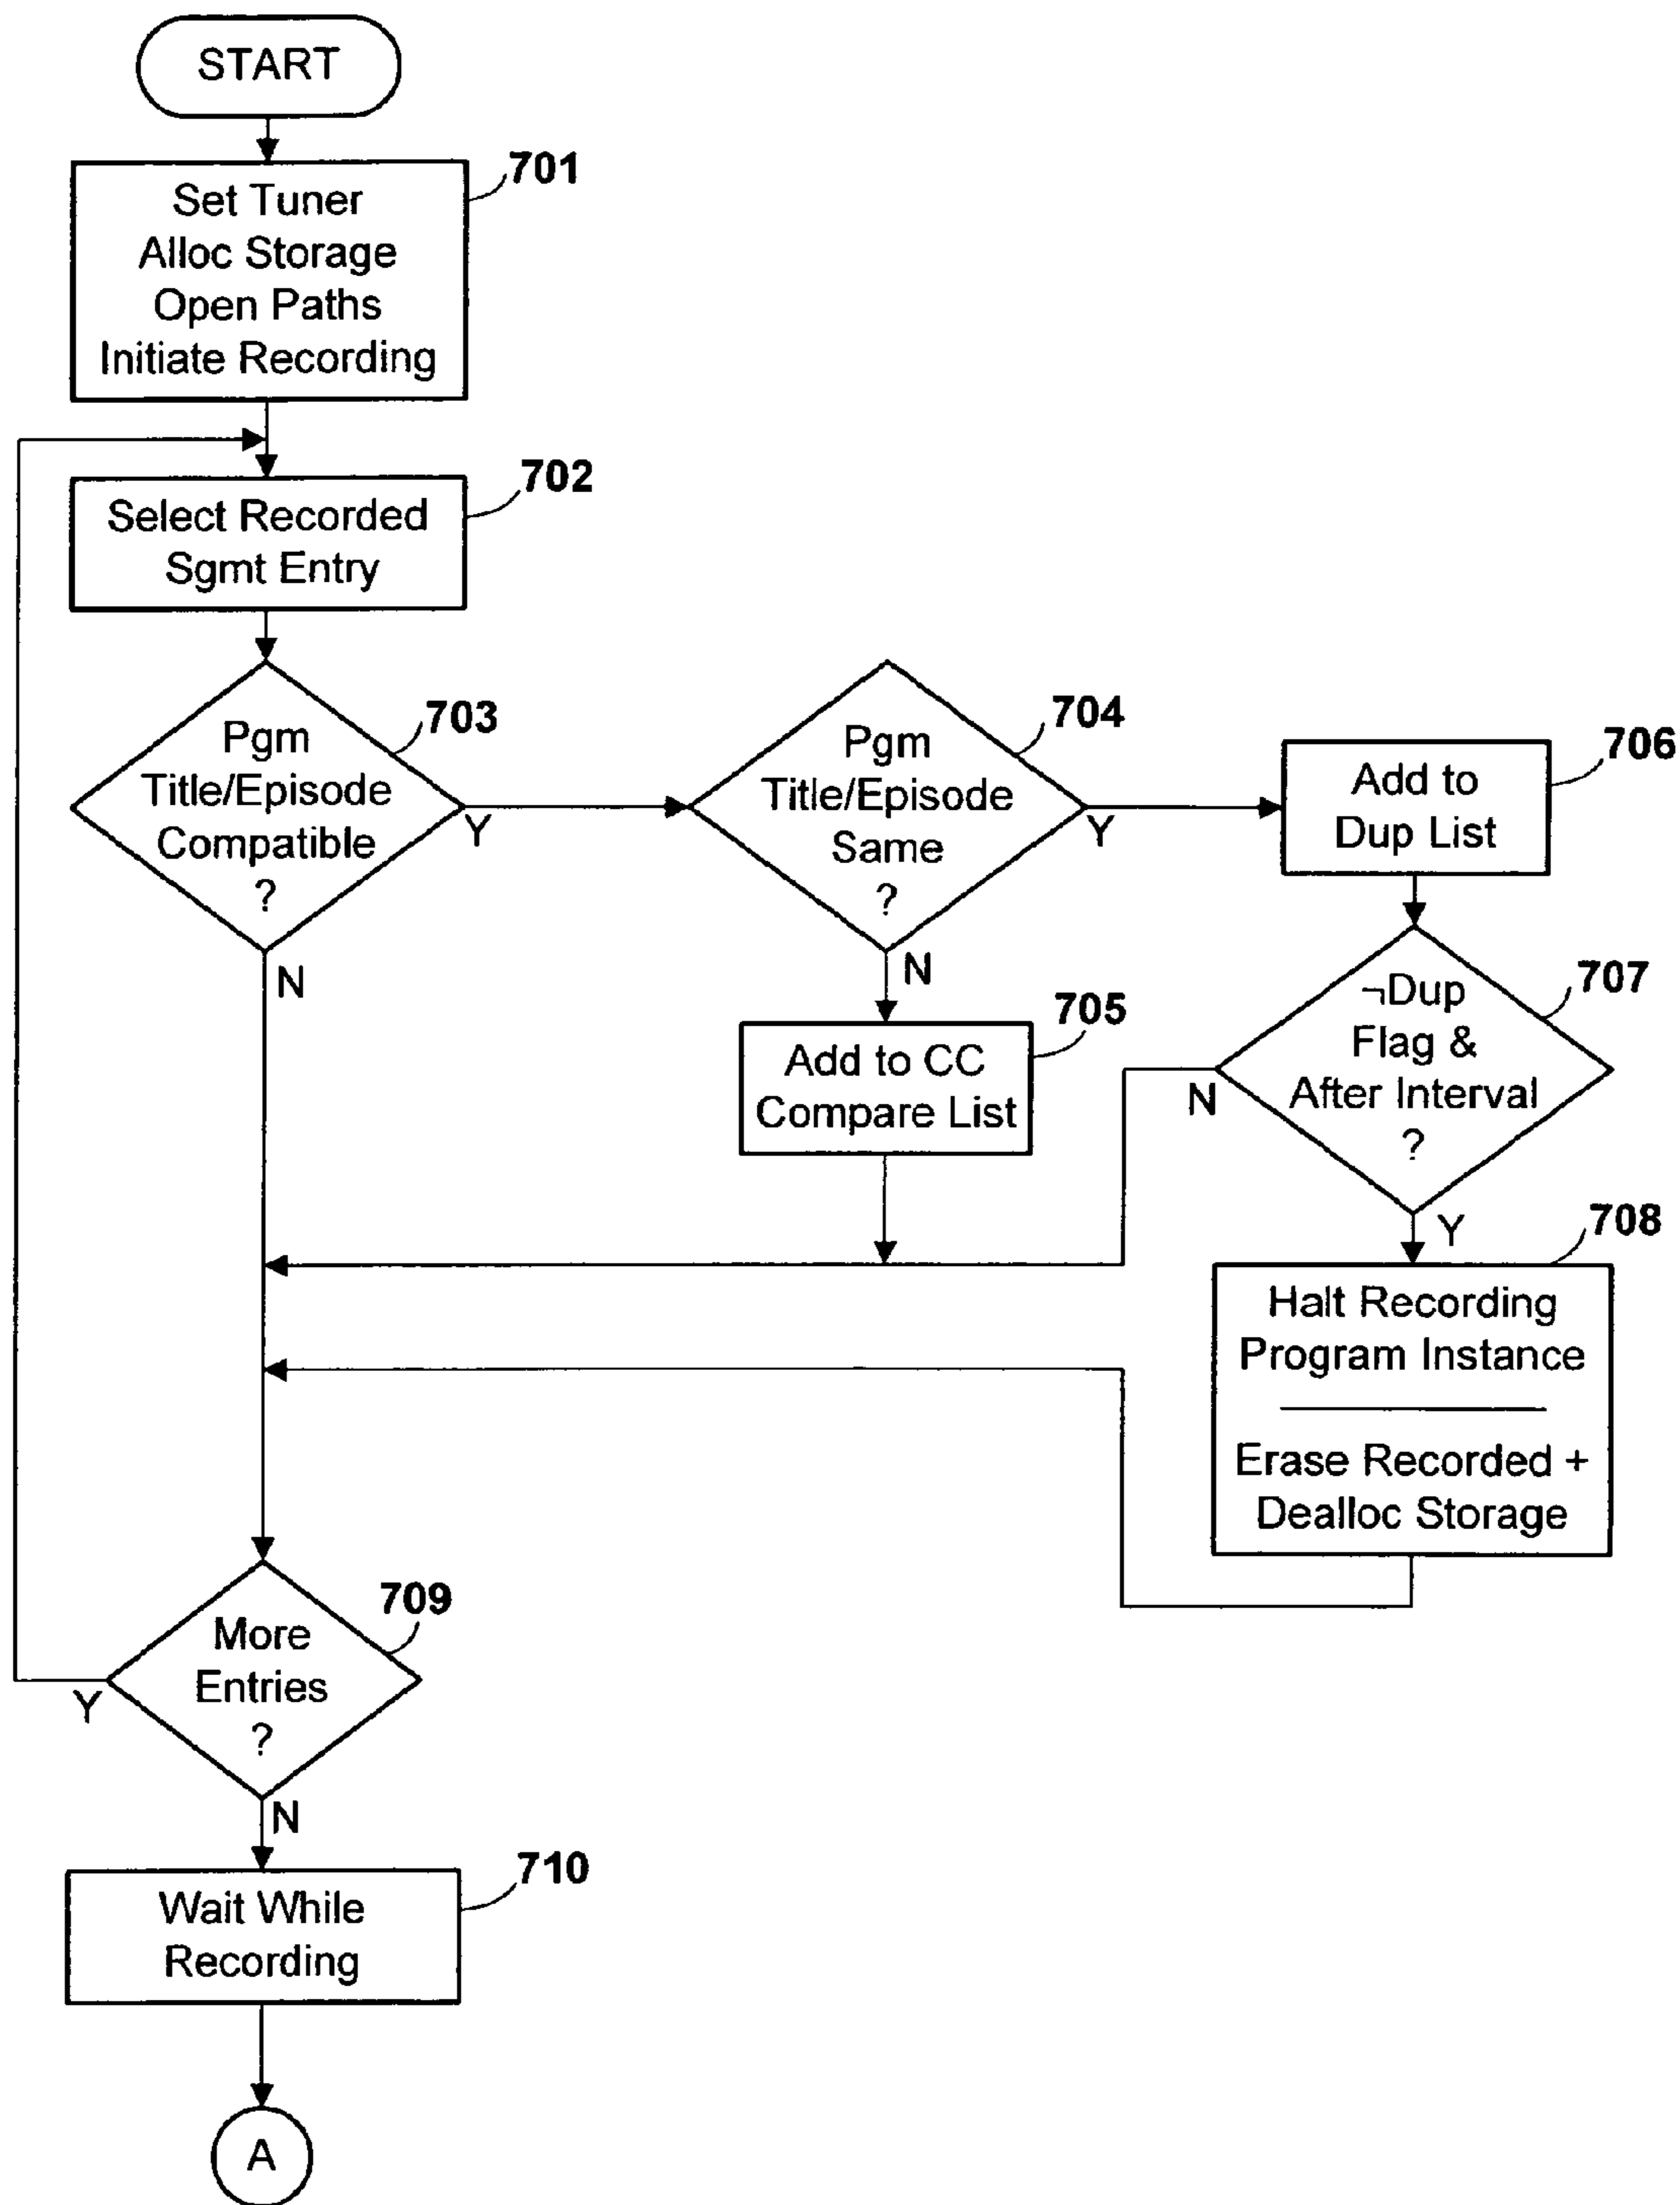 START
701
Set Tuner
Alloc Storage
Open Paths
Initiate Recording
702
Select Recorded
Sgmt Entry
703
Pgm
Title/Episode
Compatible
?
Y
N
704
Pgm
Title/Episode
Same
?
Y
N
705
Add to CC
Compare List
706
Add to
Dup List
707
¬Dup
Flag &
After Interval
?
N
Y
708
Halt Recording
Program Instance
Erase Recorded +
Dealloc Storage
709
More
Entries
?
Y
N
710
Wait While
Recording
A